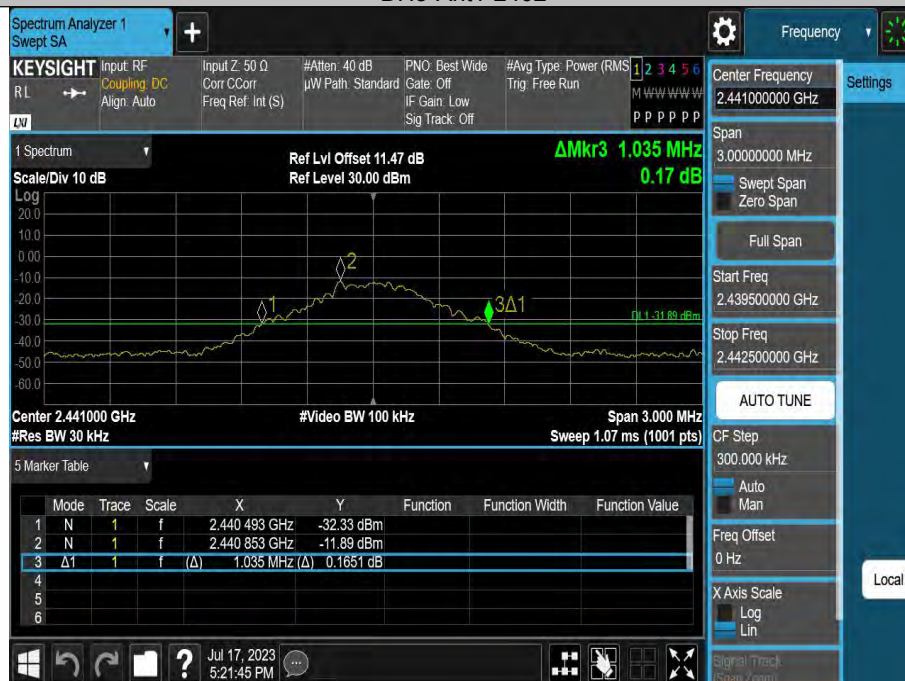 Spectrum Analyzer 1
Swept SA
+
Frequency
KEYSIGHT
RL
LXI
Input: RF
Coupling: DC
Align: Auto
Input Z: 50 Ω
Corr CCorr
Freq Ref: Int (S)
#Atten: 40 dB
µW Path: Standard
PNO: Best Wide
Gate: Off
IF Gain: Low
Sig Track: Off
#Avg Type: Power (RMS
Trig: Free Run
1 2 3 4 5 6
M W W W W W
P P P P P P
Center Frequency
2.441000000 GHz
Settings
Span
3.00000000 MHz
Swept Span
Zero Span
Full Span
Start Freq
2.439500000 GHz
Stop Freq
2.442500000 GHz
AUTO TUNE
CF Step
300.000 kHz
Auto
Man
Freq Offset
0 Hz
Local
X Axis Scale
Log
Lin
Signal Track
(Span Zoom)
1 Spectrum
Scale/Div 10 dB
Ref Lvl Offset 11.47 dB
Ref Level 30.00 dBm
ΔMkr3 1.035 MHz
0.17 dB
Log
20.0
10.0
0.00
-10.0
-20.0
-30.0
-40.0
-50.0
-60.0
1
2
3Δ1
DL1 -31.89 dBm
Center 2.441000 GHz
#Video BW 100 kHz
Span 3.000 MHz
#Res BW 30 kHz
Sweep 1.07 ms (1001 pts)
5 Marker Table
Mode Trace Scale X Y Function Function Width Function Value
1 N 1 f 2.440 493 GHz -32.33 dBm
2 N 1 f 2.440 853 GHz -11.89 dBm
3 Δ1 1 f (Δ) 1.035 MHz (Δ) 0.1651 dB
4
5
6
?
Jul 17, 2023
5:21:45 PM